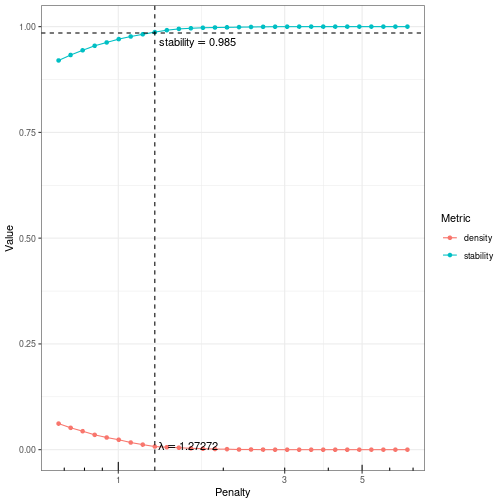 1.00
0.75
0.50
0.25
0.00
Value
stability = 0.985
λ = 1.27272
1
3
5
Penalty
Metric
density
stability